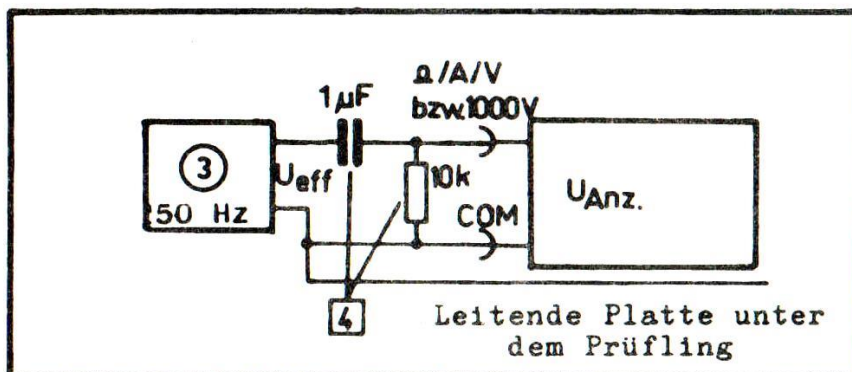 Ω/A/V
1µF bzw.1000V
③
50 Hz
Ueff
10k
UAnz.
COM
4
Leitende Platte unter
dem Prüfling